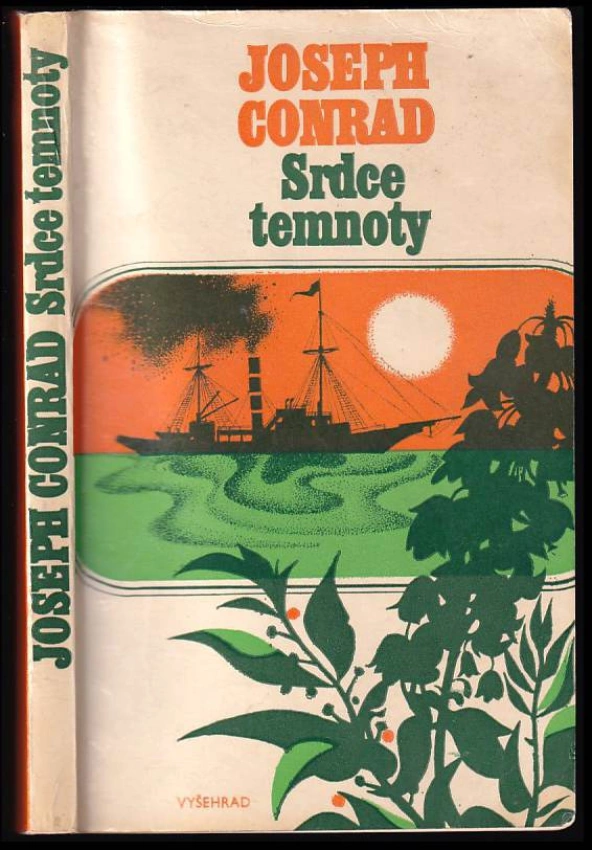 JOSEPH CONRAD Srdce temnoty
JOSEPH
CONRAD
Srdce
temnoty
VYŠEHRAD